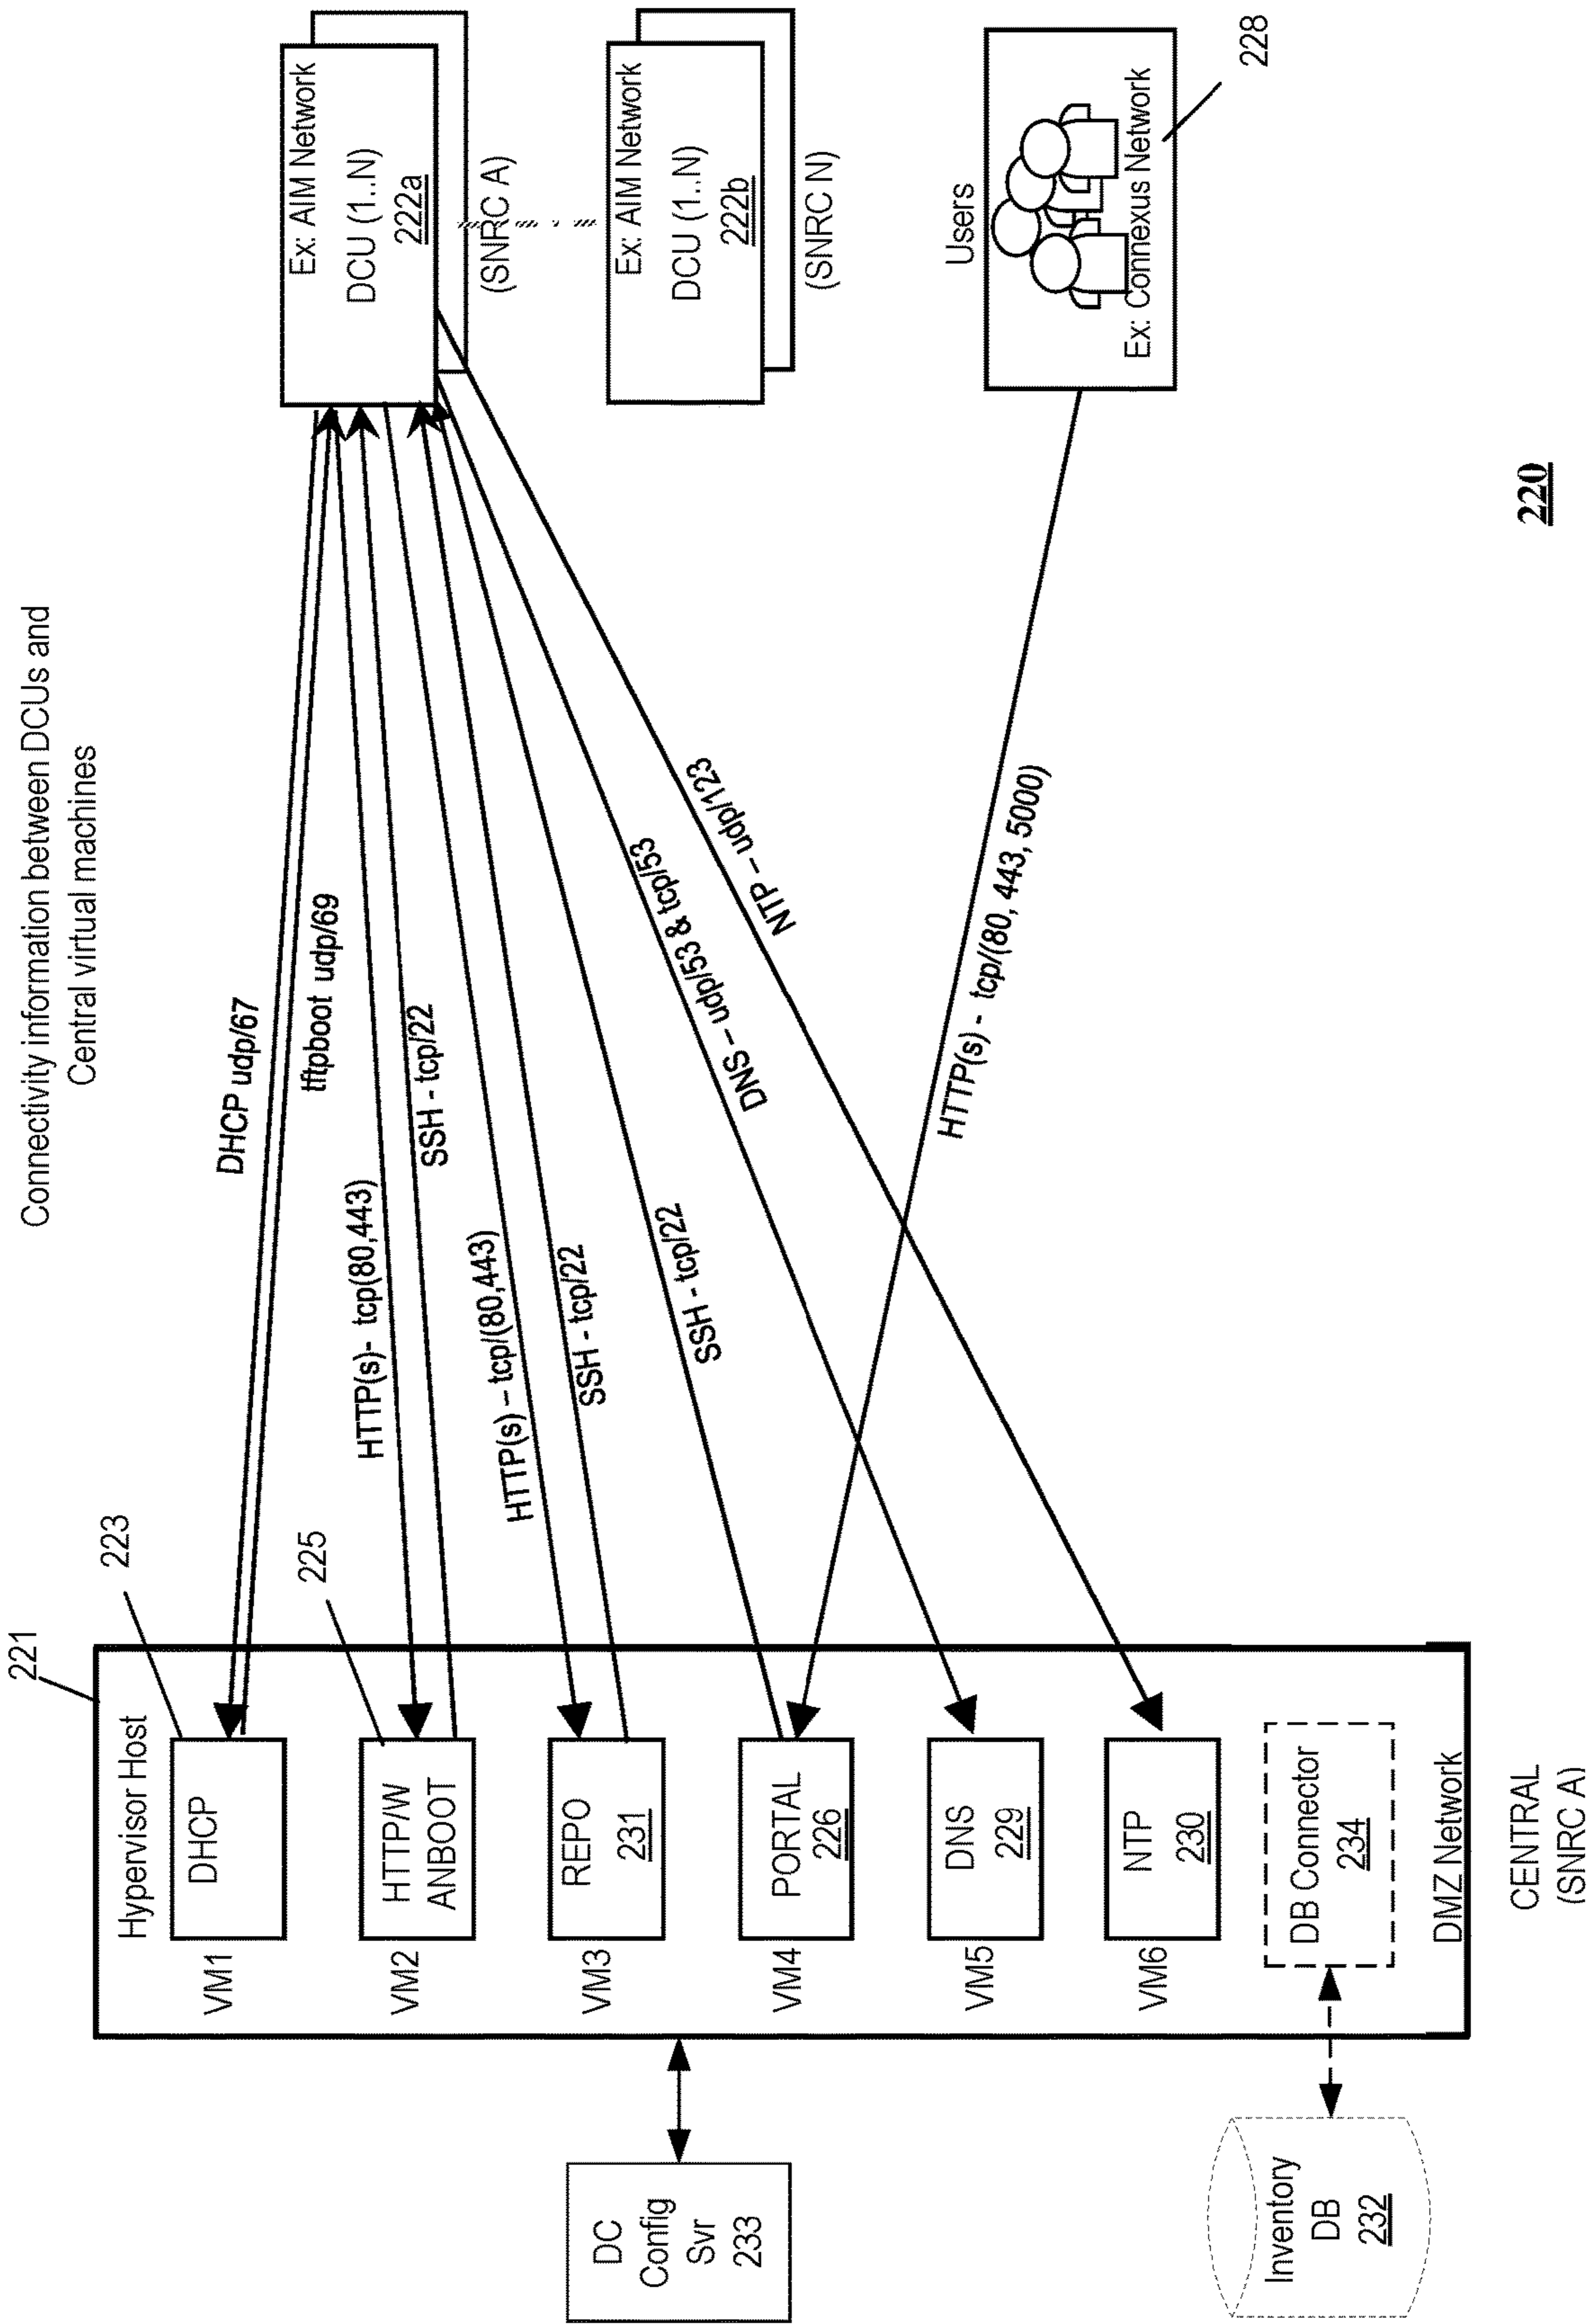 Connectivity information between DCUs and
Central virtual machines
221
Hypervisor Host
223
VM1
DHCP
225
VM2
HTTP/W
ANBOOT
VM3
REPO
231
VM4
PORTAL
226
VM5
DNS
229
VM6
NTP
230
DB Connector
234
DMZ Network
CENTRAL
(SNRC A)
DC
Config
Svr
233
Inventory
DB
232
DHCP udp/67
tftpboot udp/69
HTTP(s)- tcp(80,443)
SSH - tcp/22
HTTP(s) – tcp/(80,443)
SSH - tcp/22
SSH - tcp/22
DNS – udp/53 & tcp/53
NTP – udp/123
HTTP(s) - tcp/(80, 443, 5000)
Ex: AIM Network
DCU (1..N)
222a
(SNRC A)
Ex: AIM Network
DCU (1..N)
222b
(SNRC N)
Users
Ex: Connexus Network
228
220